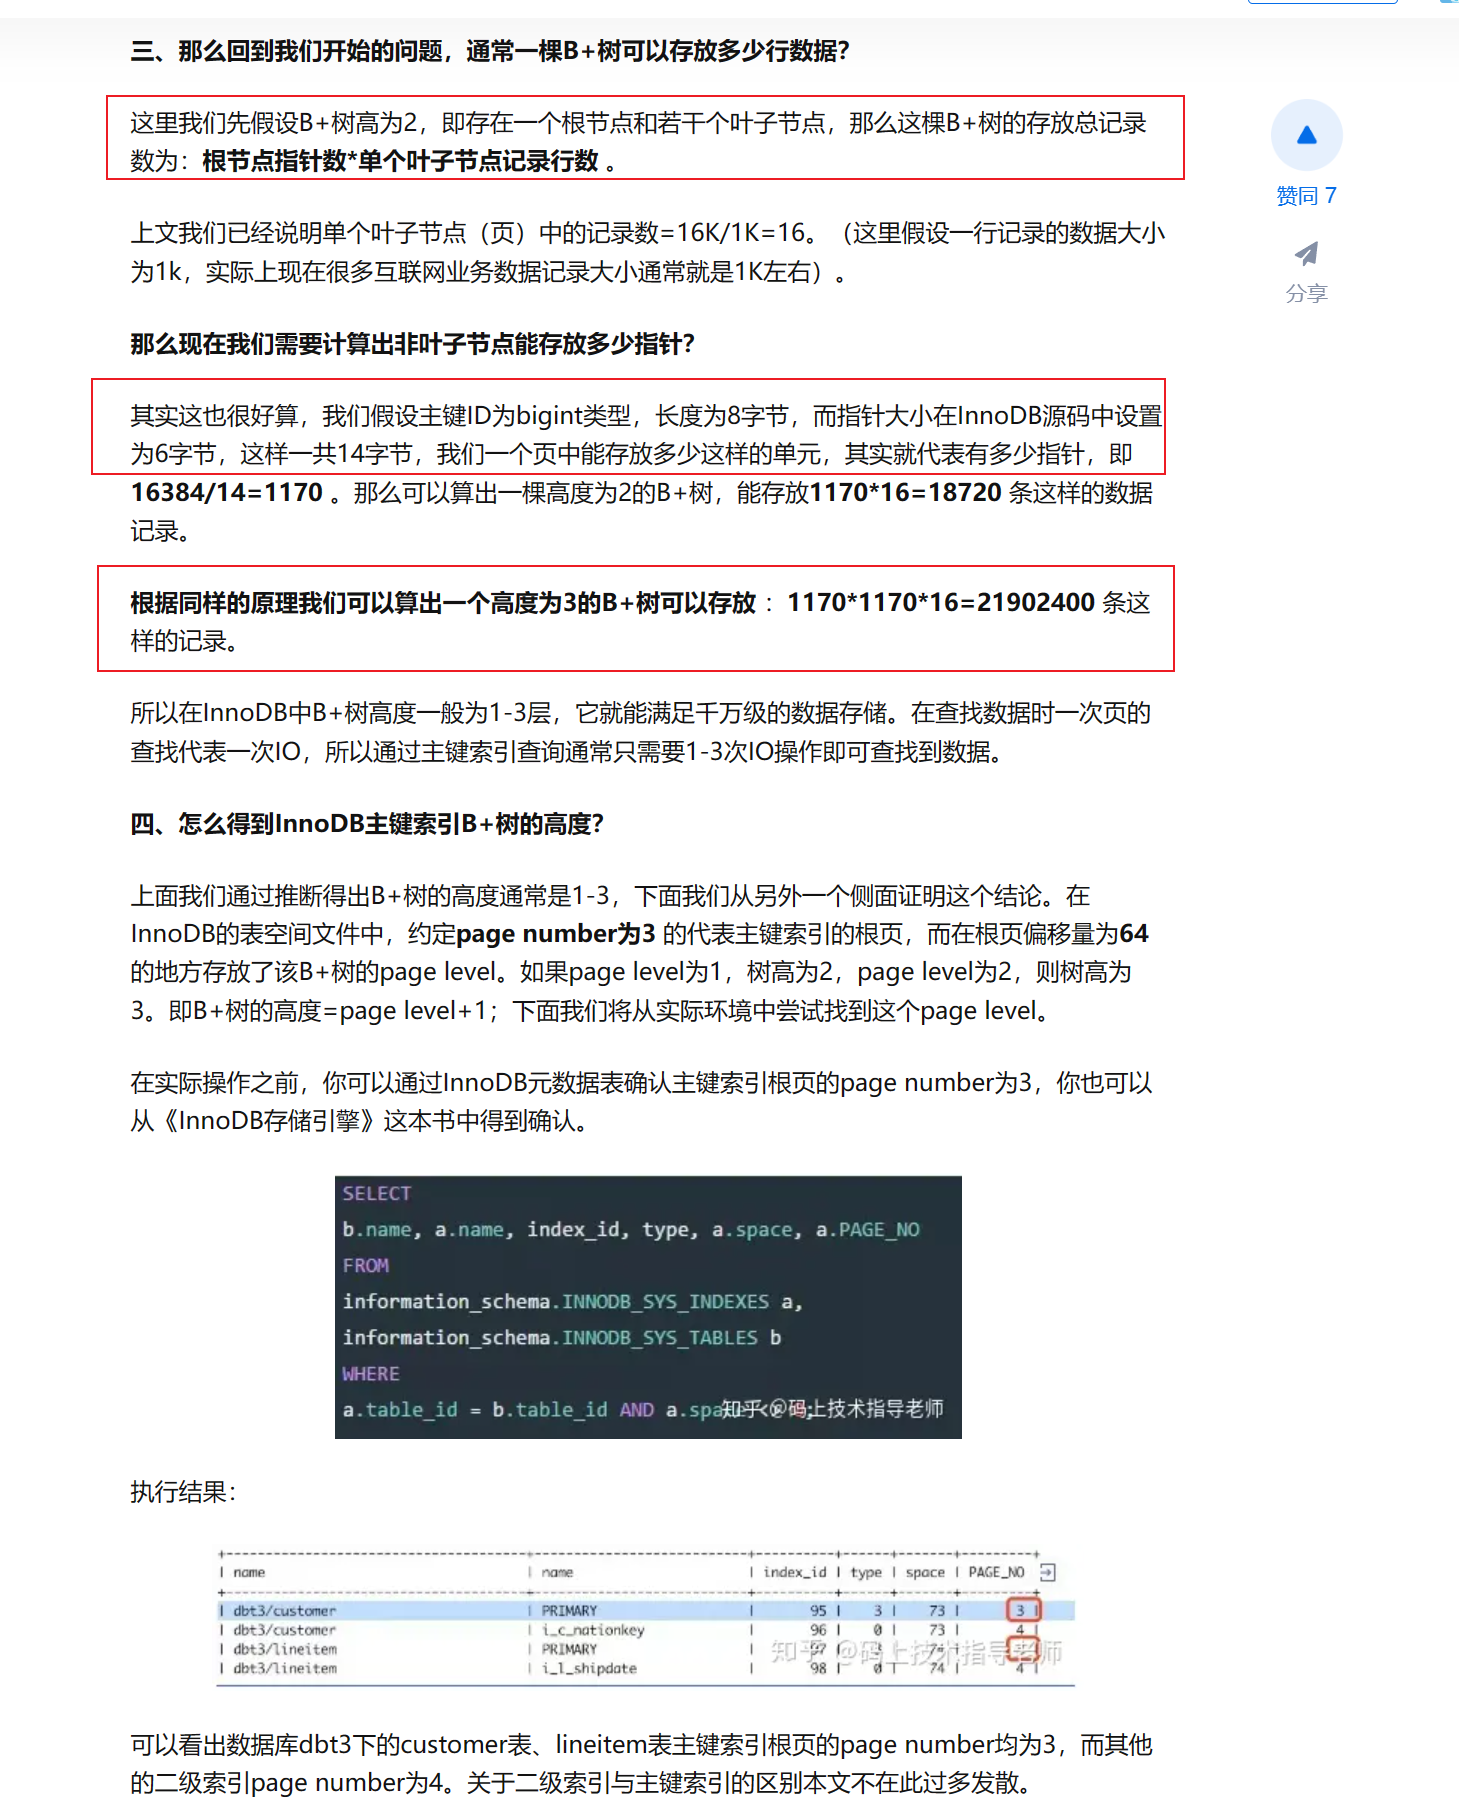 三、那么回到我们开始的问题，通常一棵B+树可以存放多少行数据？
这里我们先假设B+树高为2，即存在一个根节点和若干个叶子节点，那么这棵B+树的存放总记录
数为：根节点指针数*单个叶子节点记录行数 。
赞同 7
上文我们已经说明单个叶子节点（页）中的记录数=16K/1K=16。（这里假设一行记录的数据大小
为1k，实际上现在很多互联网业务数据记录大小通常就是1K左右）。
分享
那么现在我们需要计算出非叶子节点能存放多少指针？
其实这也很好算，我们假设主键ID为bigint类型，长度为8字节，而指针大小在InnoDB源码中设置
为6字节，这样一共14字节，我们一个页中能存放多少这样的单元，其实就代表有多少指针，即
16384/14=1170 。那么可以算出一棵高度为2的B+树，能存放1170*16=18720 条这样的数据
记录。
根据同样的原理我们可以算出一个高度为3的B+树可以存放 ：1170*1170*16=21902400 条这
样的记录。
所以在InnoDB中B+树高度一般为1-3层，它就能满足千万级的数据存储。在查找数据时一次页的
查找代表一次IO，所以通过主键索引查询通常只需要1-3次IO操作即可查找到数据。
四、怎么得到InnoDB主键索引B+树的高度？
上面我们通过推断得出B+树的高度通常是1-3，下面我们从另外一个侧面证明这个结论。在
InnoDB的表空间文件中，约定page number为3 的代表主键索引的根页，而在根页偏移量为64
的地方存放了该B+树的page level。如果page level为1，树高为2，page level为2，则树高为
3。即B+树的高度=page level+1；下面我们将从实际环境中尝试找到这个page level。
在实际操作之前，你可以通过InnoDB元数据表确认主键索引根页的page number为3，你也可以
从《InnoDB存储引擎》这本书中得到确认。
SELECT
b.name, a.name, index_id, type, a.space, a.PAGE_NO
FROM
information_schema.INNODB_SYS_INDEXES a,
information_schema.INNODB_SYS_TABLES b
WHERE
a.table_id = b.table_id AND
知乎@码上技术指导老师
执行结果：
| name | name | index_id | type | space | PAGE_NO
| dbt3/customer | PRIMARY | 95 | 3 | 73 | 3 |
| dbt3/customer | i_c_nationkey | 96 | 0 | 73 | 4 |
| dbt3/lineitem | PRIMARY |
知乎 @码上技术指导老师
| dbt3/lineitem | i_l_shipdate | 98 | 0 | 74 | 4 |
可以看出数据库dbt3下的customer表、lineitem表主键索引根页的page number均为3，而其他
的二级索引page number为4。关于二级索引与主键索引的区别本文不在此过多发散。